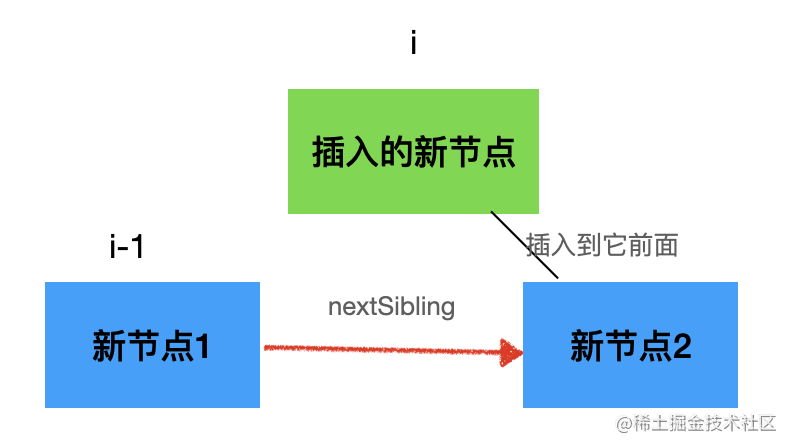 i
插入的新节点
i-1
插入到它前面
nextSibling
新节点1
新节点2
@稀土掘金技术社区